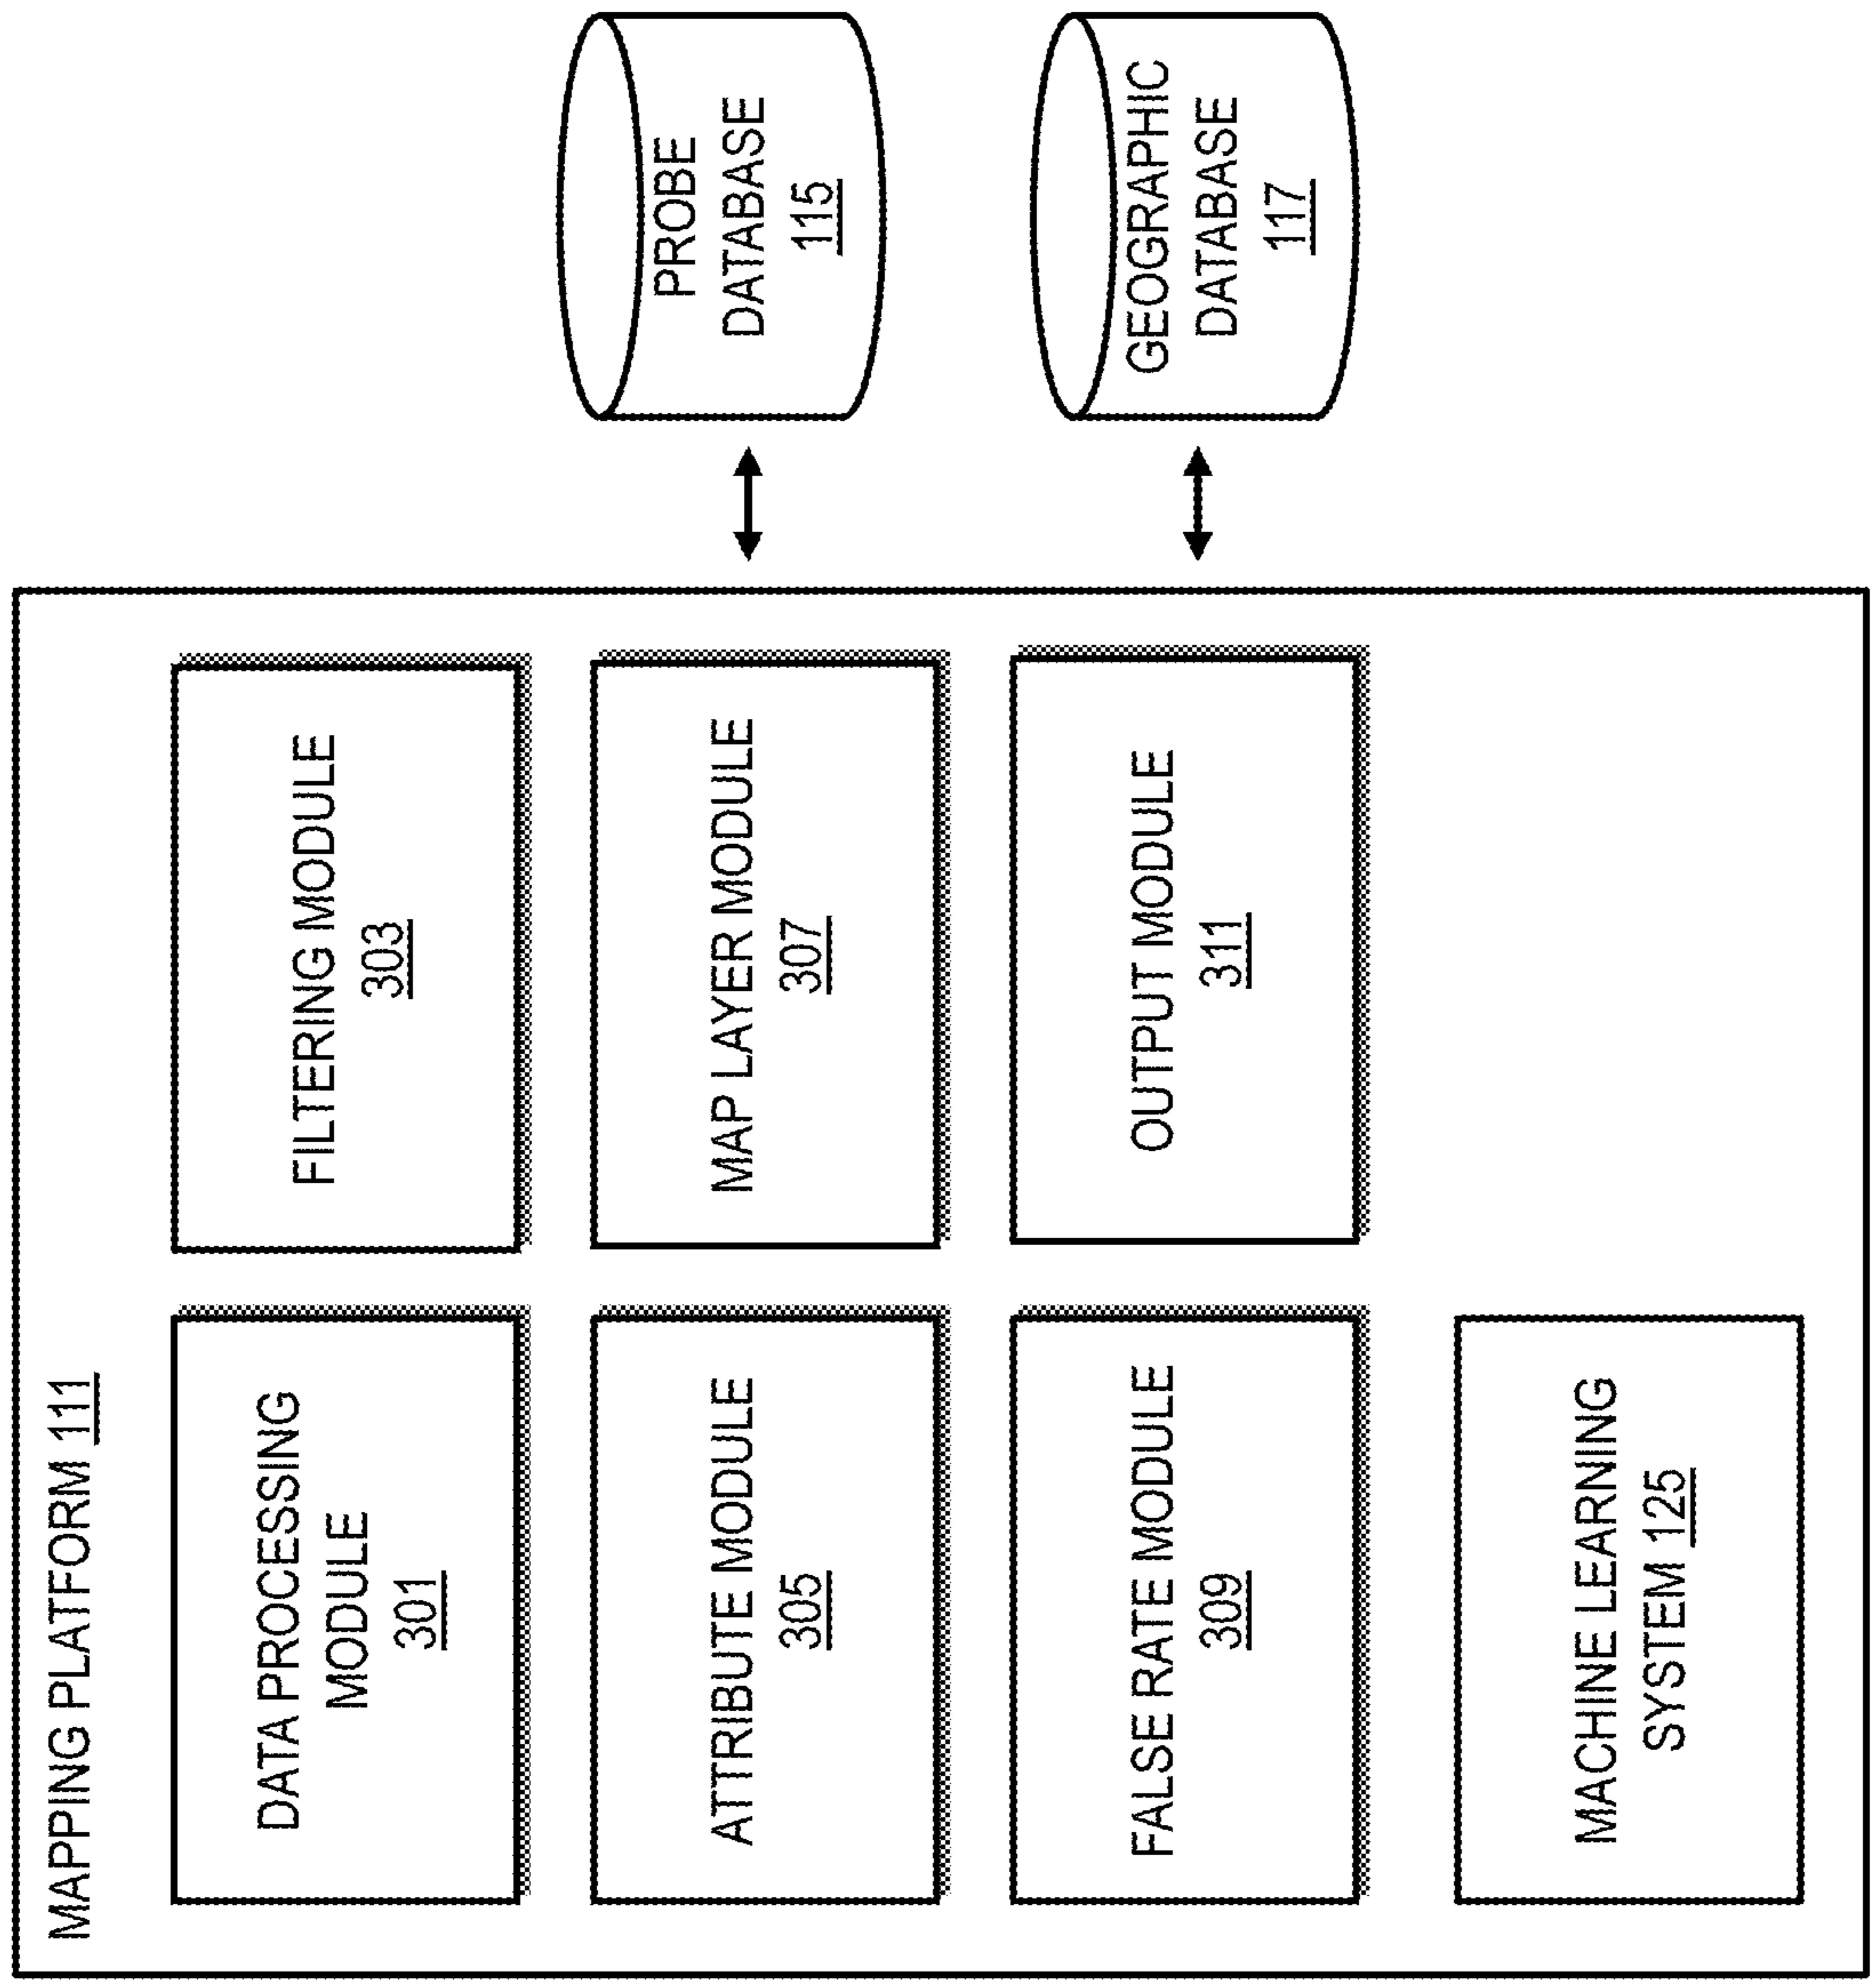 MAPPING PLATFORM 111
DATA PROCESSING
MODULE
301
FILTERING MODULE
303
ATTRIBUTE MODULE
305
MAP LAYER MODULE
307
FALSE RATE MODULE
309
OUTPUT MODULE
311
MACHINE LEARNING
SYSTEM 125
PROBE
DATABASE
115
GEOGRAPHIC
DATABASE
117